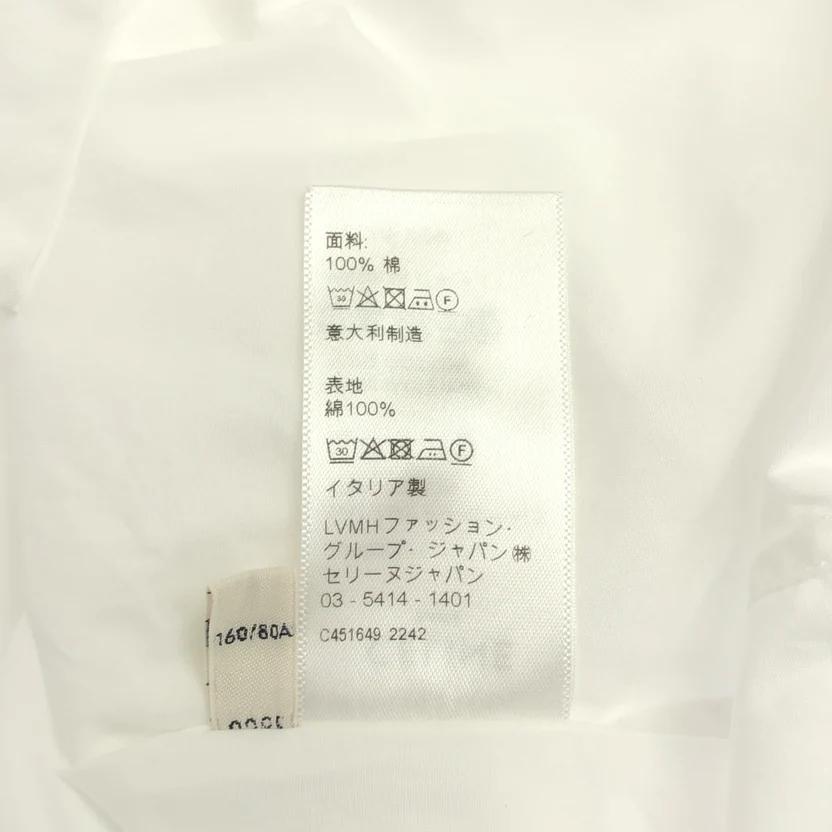 面料:
100% 棉
30 F
意大利制造
表地
綿100%
30 F
イタリア製
LVMHファッション・
グループ・ジャパン㈱
セリーヌジャパン
03 - 5414 - 1401
C451649 2242
160/80A